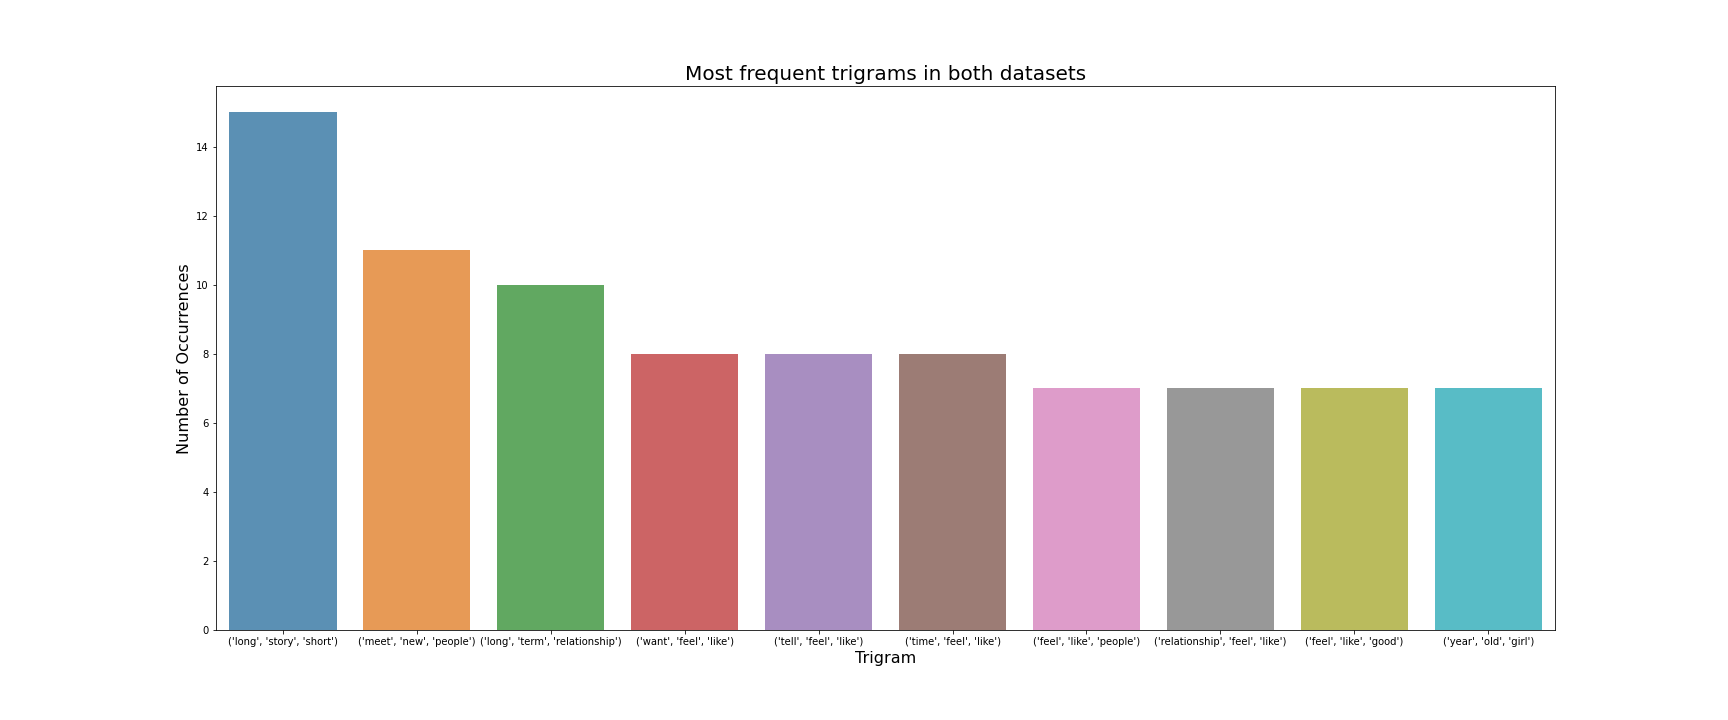 Most frequent trigrams in both datasets
Number of Occurrences
14
12
10
8
6
4
2
0
('long', 'story', 'short') ('meet', 'new', 'people') ('long', 'term', 'relationship') ('want', 'feel', 'like') ('tell', 'feel', 'like') ('time', 'feel', 'like') ('feel', 'like', 'people') ('relationship', 'feel', 'like') ('feel', 'like', 'good') ('year', 'old', 'girl')
Trigram